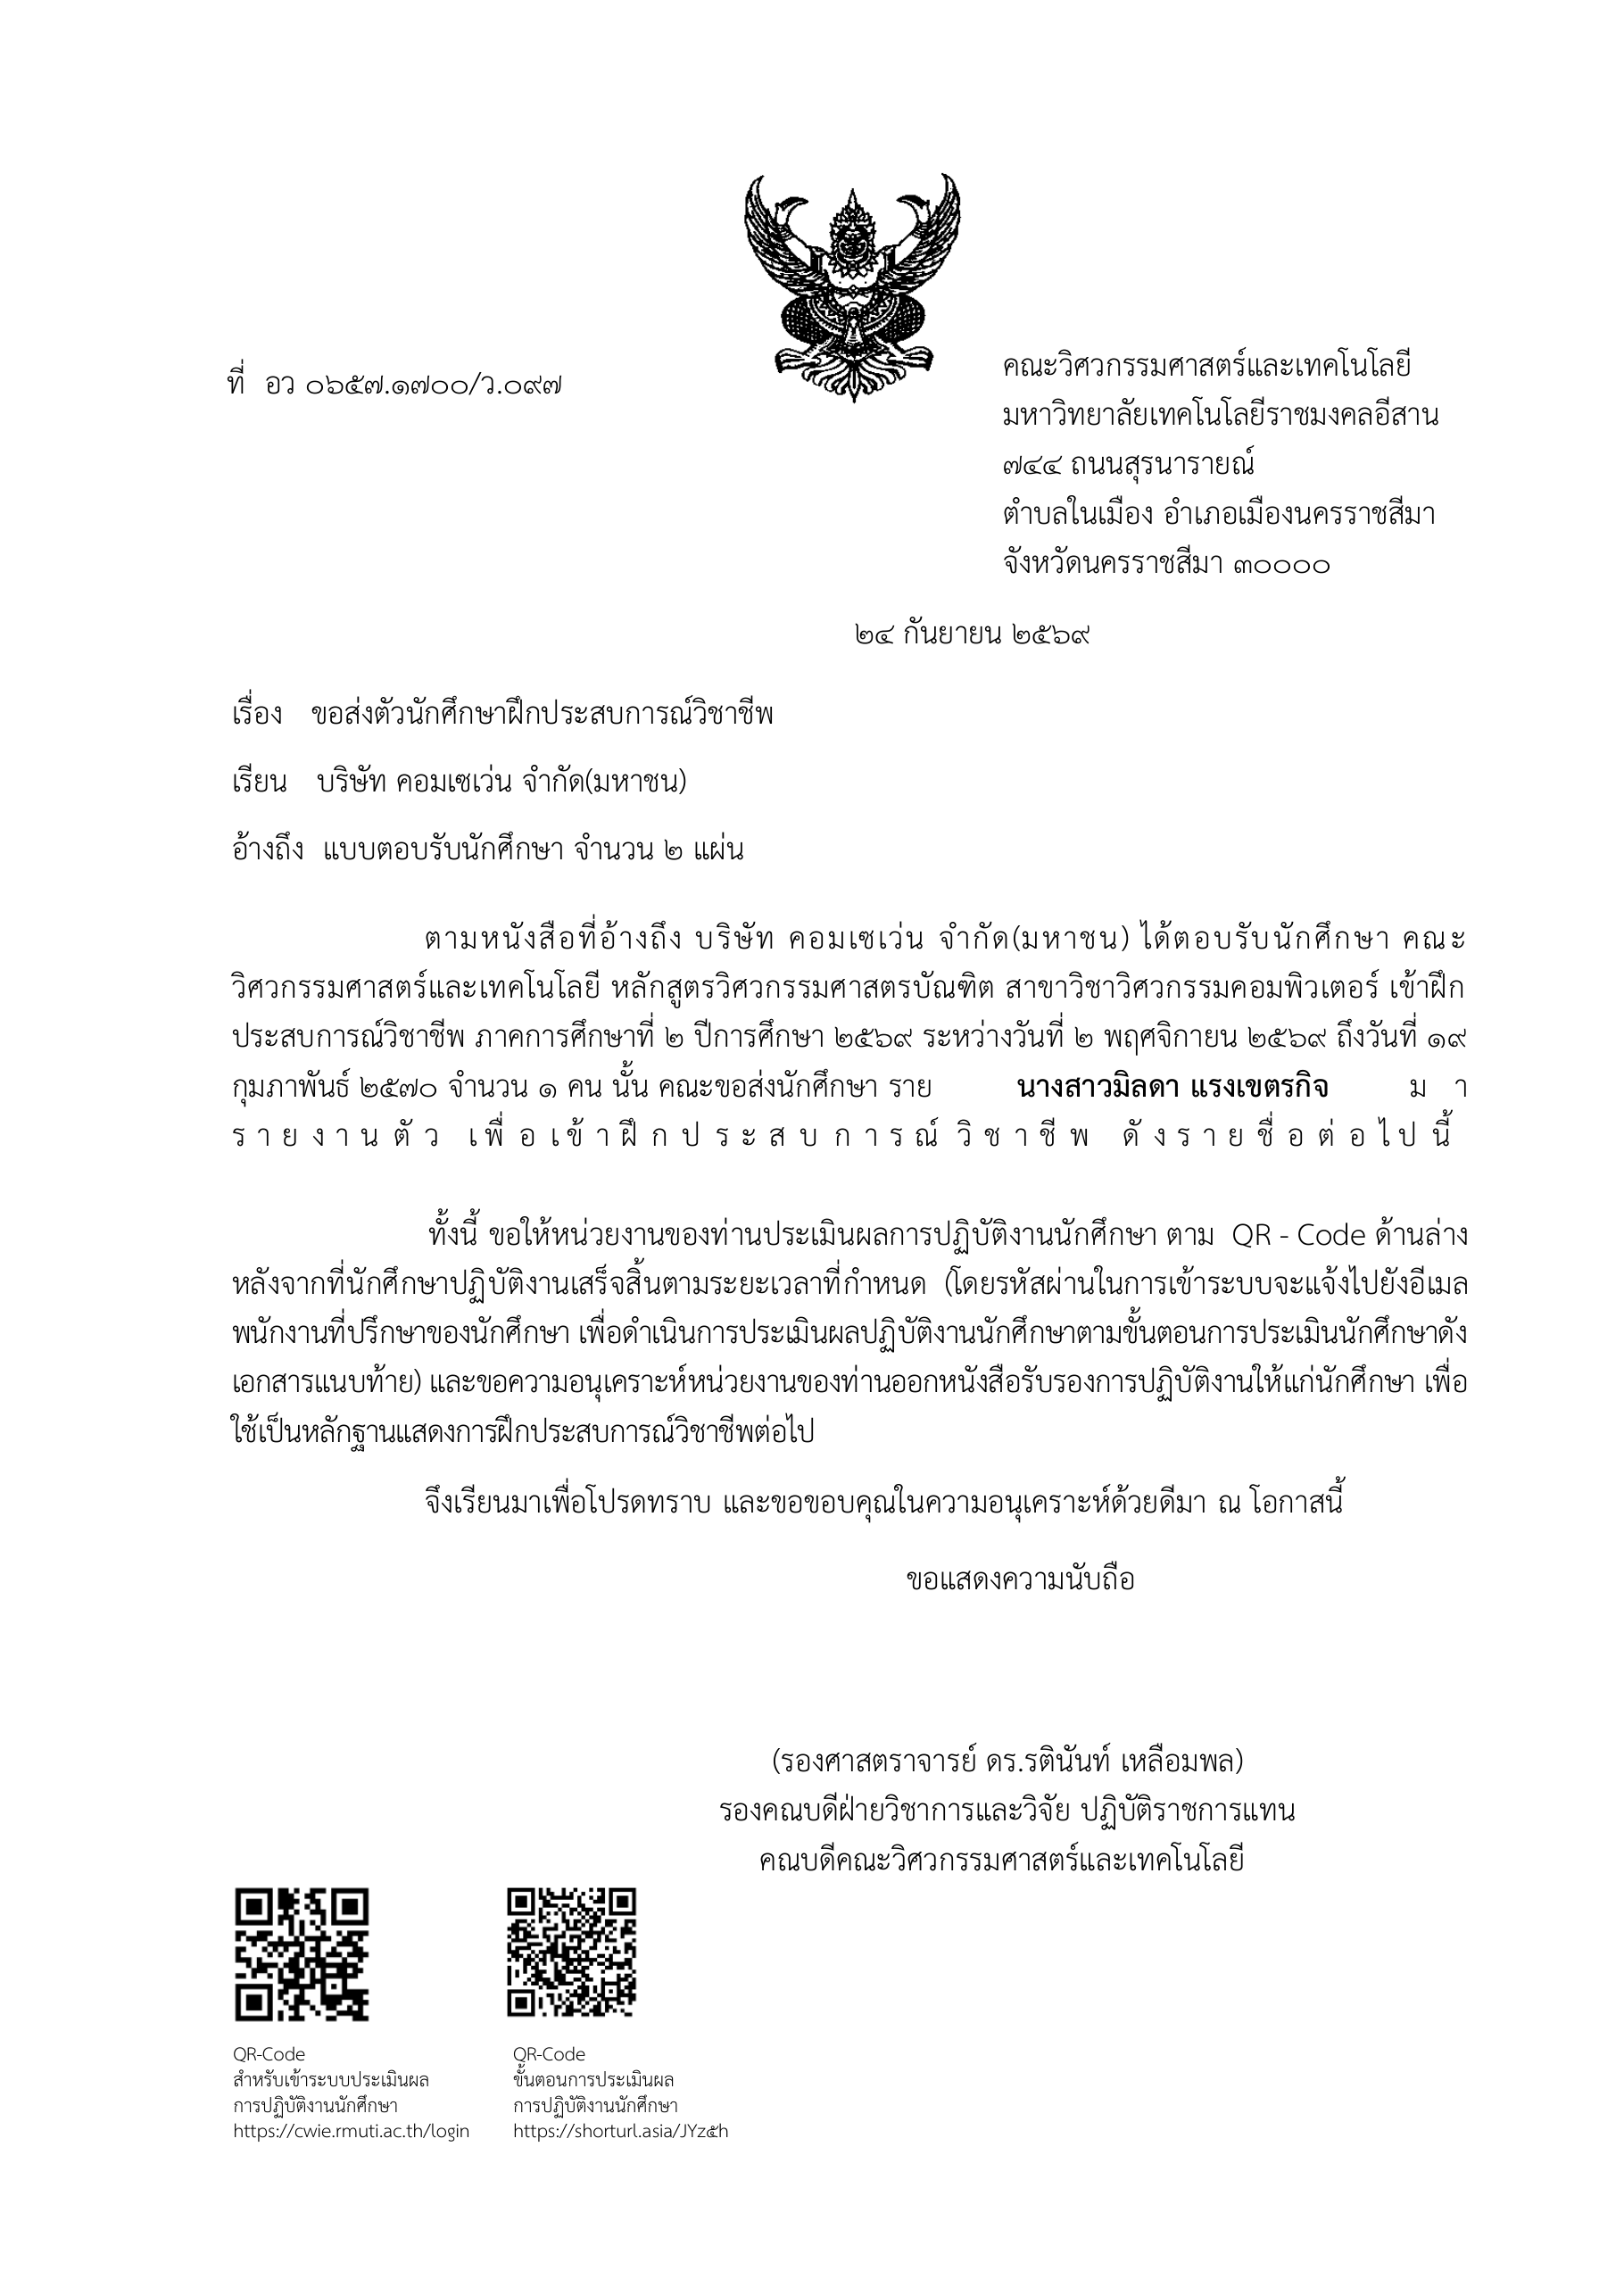 ที่ อว ๐๖๕๗.๑๗๐๐/ว.๐๙๗
คณะวิศวกรรมศาสตร์และเทคโนโลยี
มหาวิทยาลัยเทคโนโลยีราชมงคลอีสาน
๗๔๔ ถนนสุรนารายณ์
ตำบลในเมือง อำเภอเมืองนครราชสีมา
จังหวัดนครราชสีมา ๓๐๐๐๐
๒๔ กันยายน ๒๕๖๙
เรื่อง ขอส่งตัวนักศึกษาฝึกประสบการณ์วิชาชีพ
เรียน บริษัท คอมเซเว่น จำกัด(มหาชน)
อ้างถึง แบบตอบรับนักศึกษา จำนวน ๒ แผ่น
ตามหนังสือที่อ้างถึง บริษัท คอมเซเว่น จำกัด(มหาชน) ได้ตอบรับนักศึกษา คณะ
วิศวกรรมศาสตร์และเทคโนโลยี หลักสูตรวิศวกรรมศาสตรบัณฑิต สาขาวิชาวิศวกรรมคอมพิวเตอร์ เข้าฝึก
ประสบการณ์วิชาชีพ ภาคการศึกษาที่ ๒ ปีการศึกษา ๒๕๖๙ ระหว่างวันที่ ๒ พฤศจิกายน ๒๕๖๙ ถึงวันที่ ๑๙
กุมภาพันธ์ ๒๕๗๐ จำนวน ๑ คน นั้น คณะขอส่งนักศึกษา ราย นางสาวมิลดา แรงเขตรกิจ มา
รายงานตัว เพื่อเข้าฝึกประสบการณ์วิชาชีพ ดังรายชื่อต่อไปนี้
ทั้งนี้ ขอให้หน่วยงานของท่านประเมินผลการปฏิบัติงานนักศึกษา ตาม QR - Code ด้านล่าง
หลังจากที่นักศึกษาปฏิบัติงานเสร็จสิ้นตามระยะเวลาที่กำหนด (โดยรหัสผ่านในการเข้าระบบจะแจ้งไปยังอีเมล
พนักงานที่ปรึกษาของนักศึกษา เพื่อดำเนินการประเมินผลปฏิบัติงานนักศึกษาตามขั้นตอนการประเมินนักศึกษาดัง
เอกสารแนบท้าย) และขอความอนุเคราะห์หน่วยงานของท่านออกหนังสือรับรองการปฏิบัติงานให้แก่นักศึกษา เพื่อ
ใช้เป็นหลักฐานแสดงการฝึกประสบการณ์วิชาชีพต่อไป
จึงเรียนมาเพื่อโปรดทราบ และขอขอบคุณในความอนุเคราะห์ด้วยดีมา ณ โอกาสนี้
ขอแสดงความนับถือ
(รองศาสตราจารย์ ดร.รตินันท์ เหลือมพล)
รองคณบดีฝ่ายวิชาการและวิจัย ปฏิบัติราชการแทน
คณบดีคณะวิศวกรรมศาสตร์และเทคโนโลยี
QR-Code
สำหรับเข้าระบบประเมินผล
การปฏิบัติงานนักศึกษา
https://cwie.rmuti.ac.th/login
QR-Code
ขั้นตอนการประเมินผล
การปฏิบัติงานนักศึกษา
https://shorturl.asia/JYz๕h